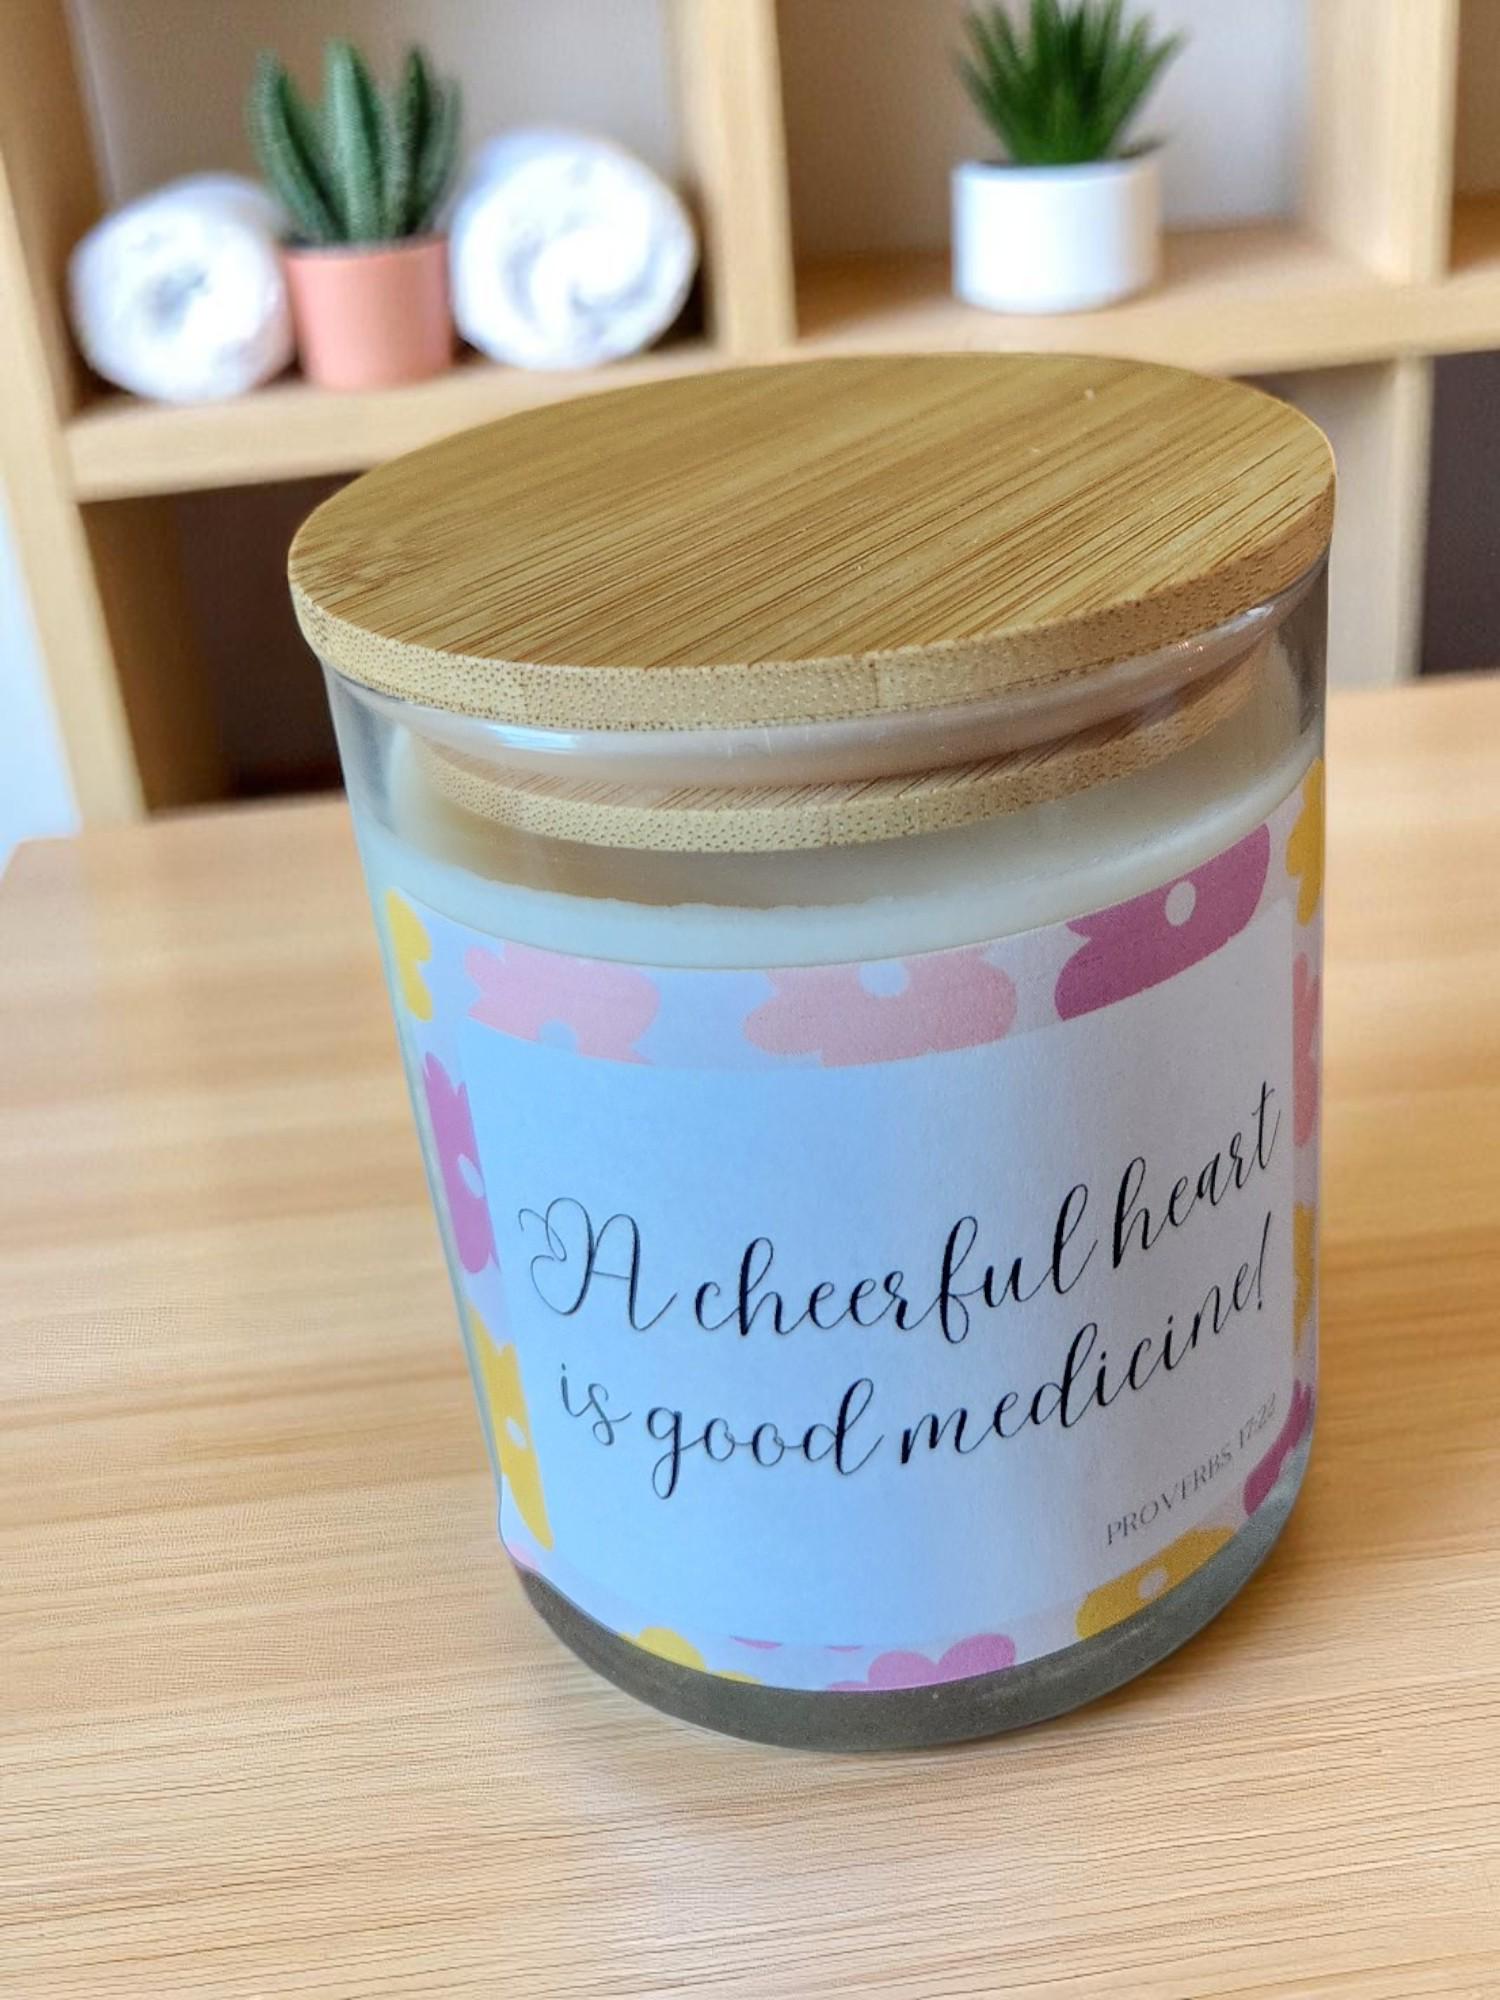 A cheerful heart
is good medicine!
PROVERBS 17:22